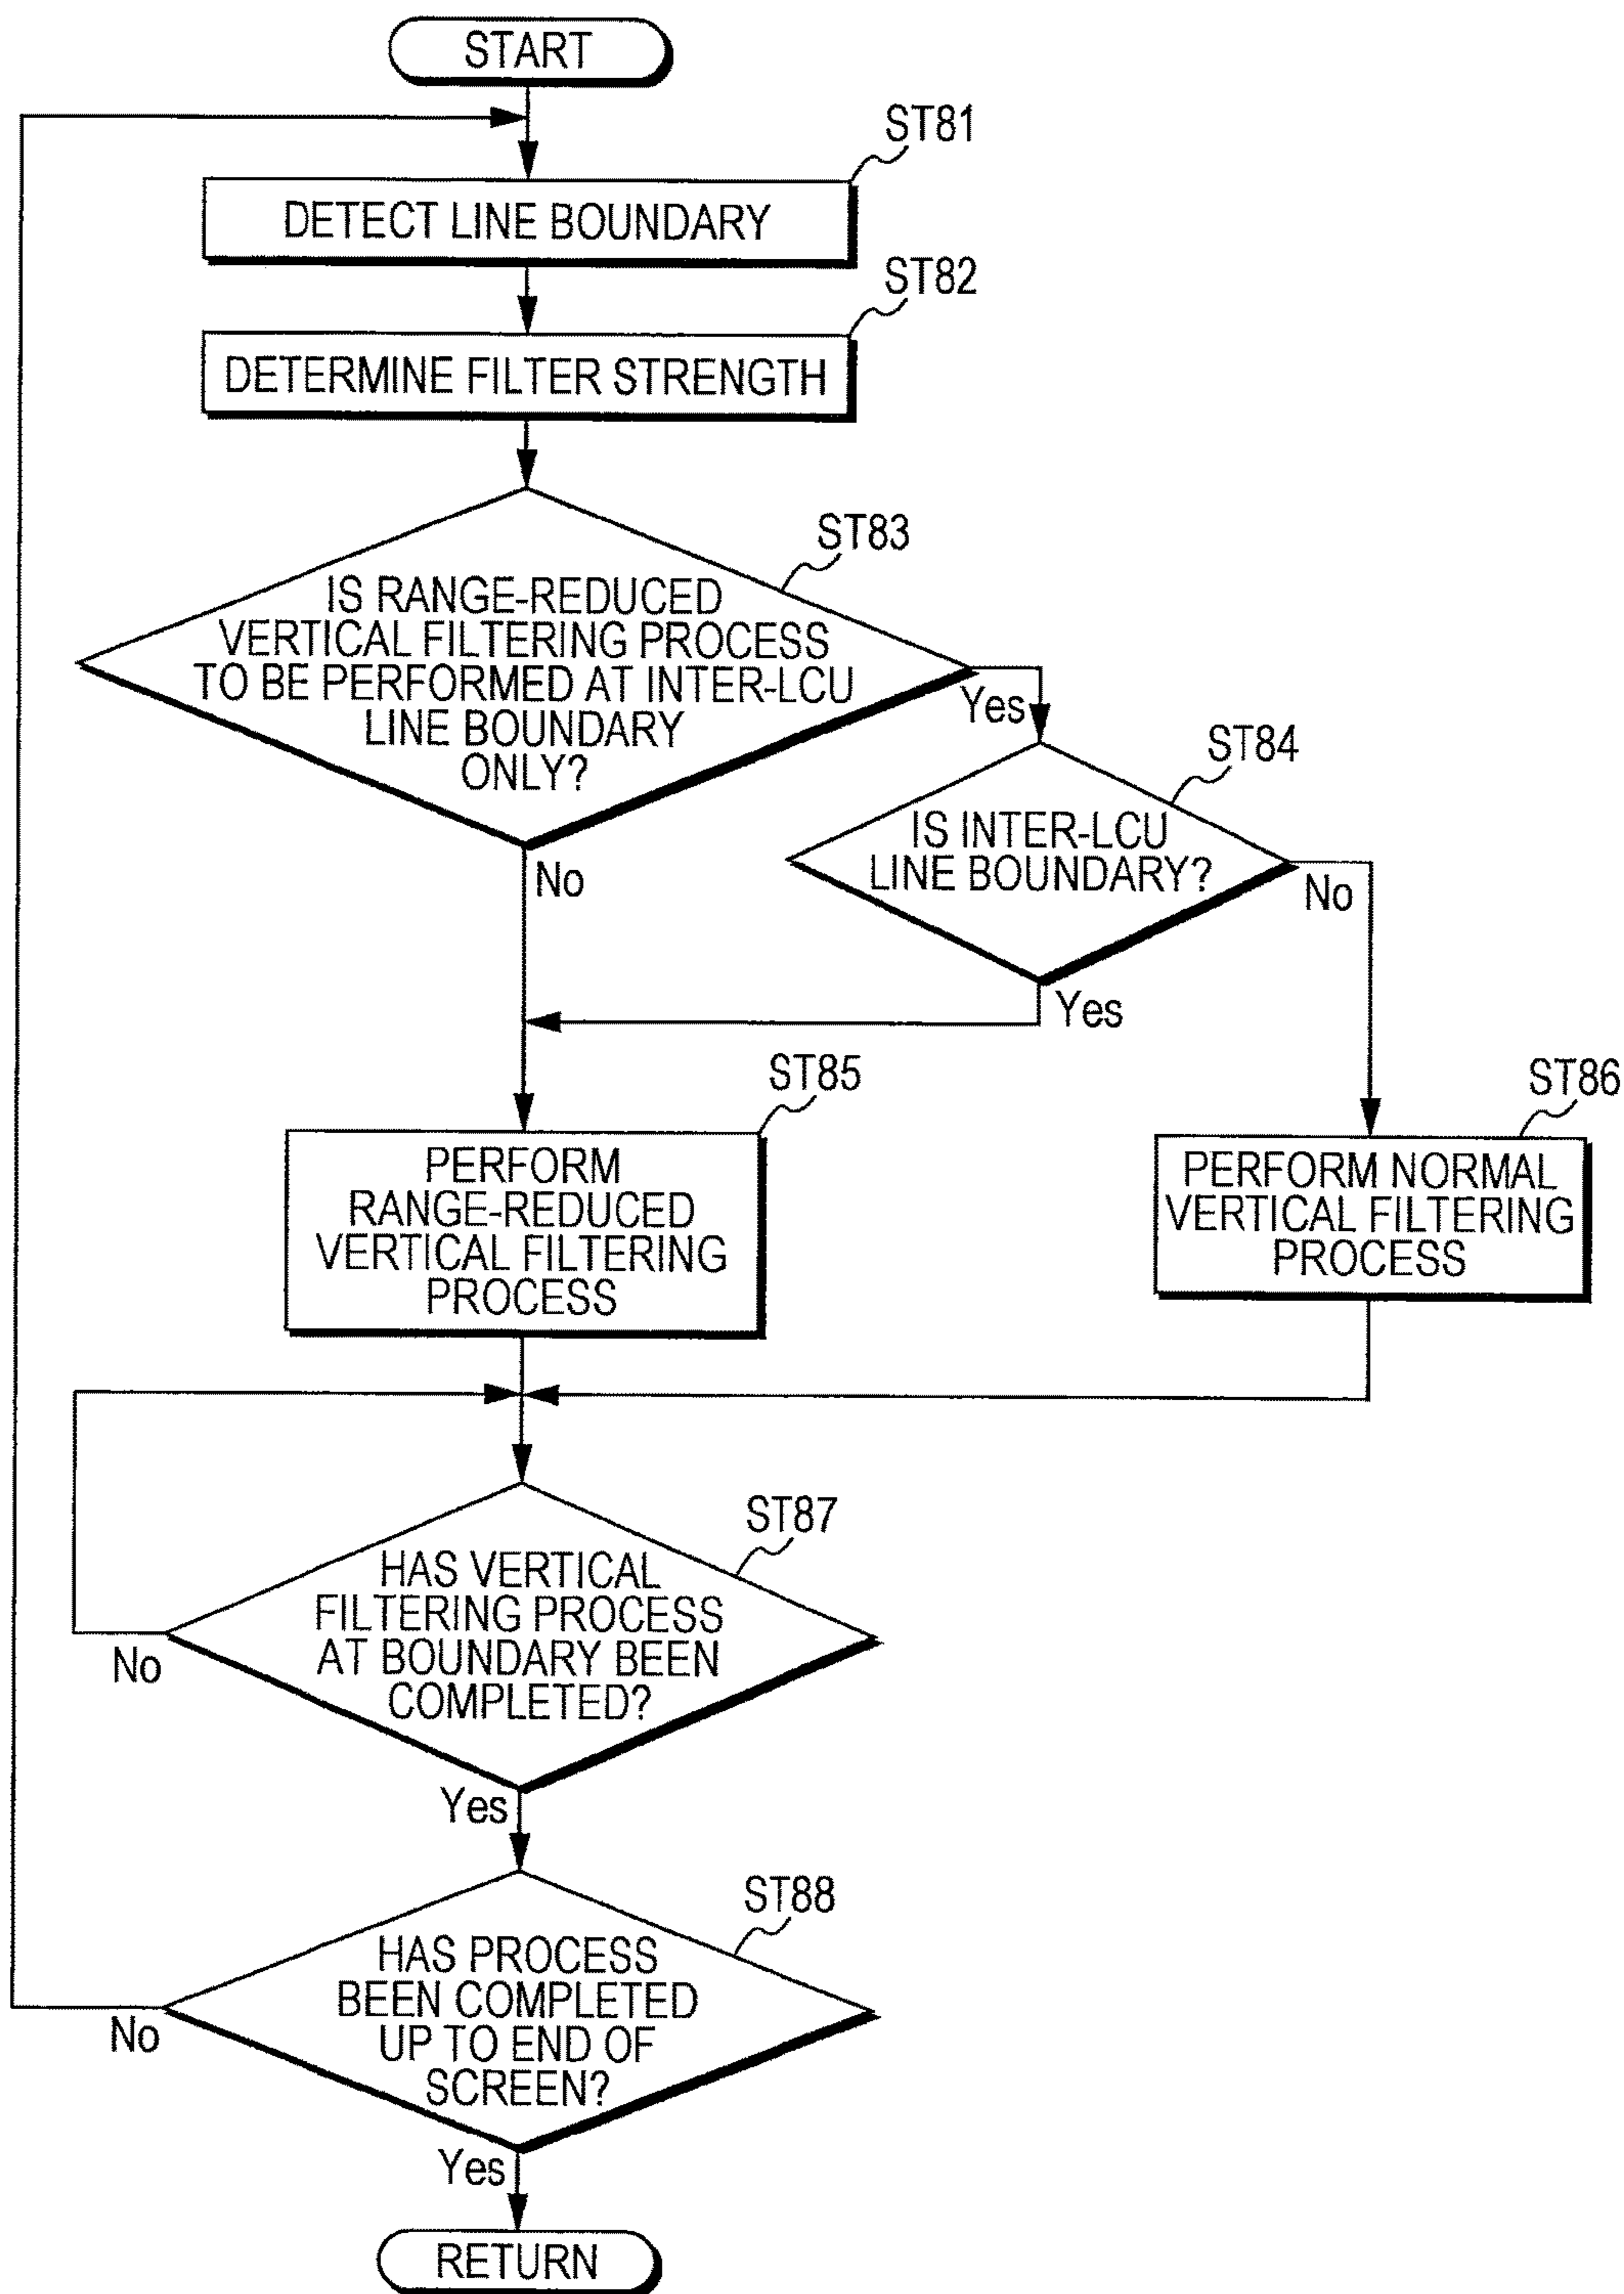 START
ST81
DETECT LINE BOUNDARY
ST82
DETERMINE FILTER STRENGTH
ST83
IS RANGE-REDUCED
VERTICAL FILTERING PROCESS
TO BE PERFORMED AT INTER-LCU
LINE BOUNDARY
ONLY?
Yes
No
ST84
IS INTER-LCU
LINE BOUNDARY?
No
Yes
ST85
PERFORM
RANGE-REDUCED
VERTICAL FILTERING
PROCESS
ST86
PERFORM NORMAL
VERTICAL FILTERING
PROCESS
ST87
HAS VERTICAL
FILTERING PROCESS
AT BOUNDARY BEEN
COMPLETED?
No
Yes
ST88
HAS PROCESS
BEEN COMPLETED
UP TO END OF
SCREEN?
No
Yes
RETURN